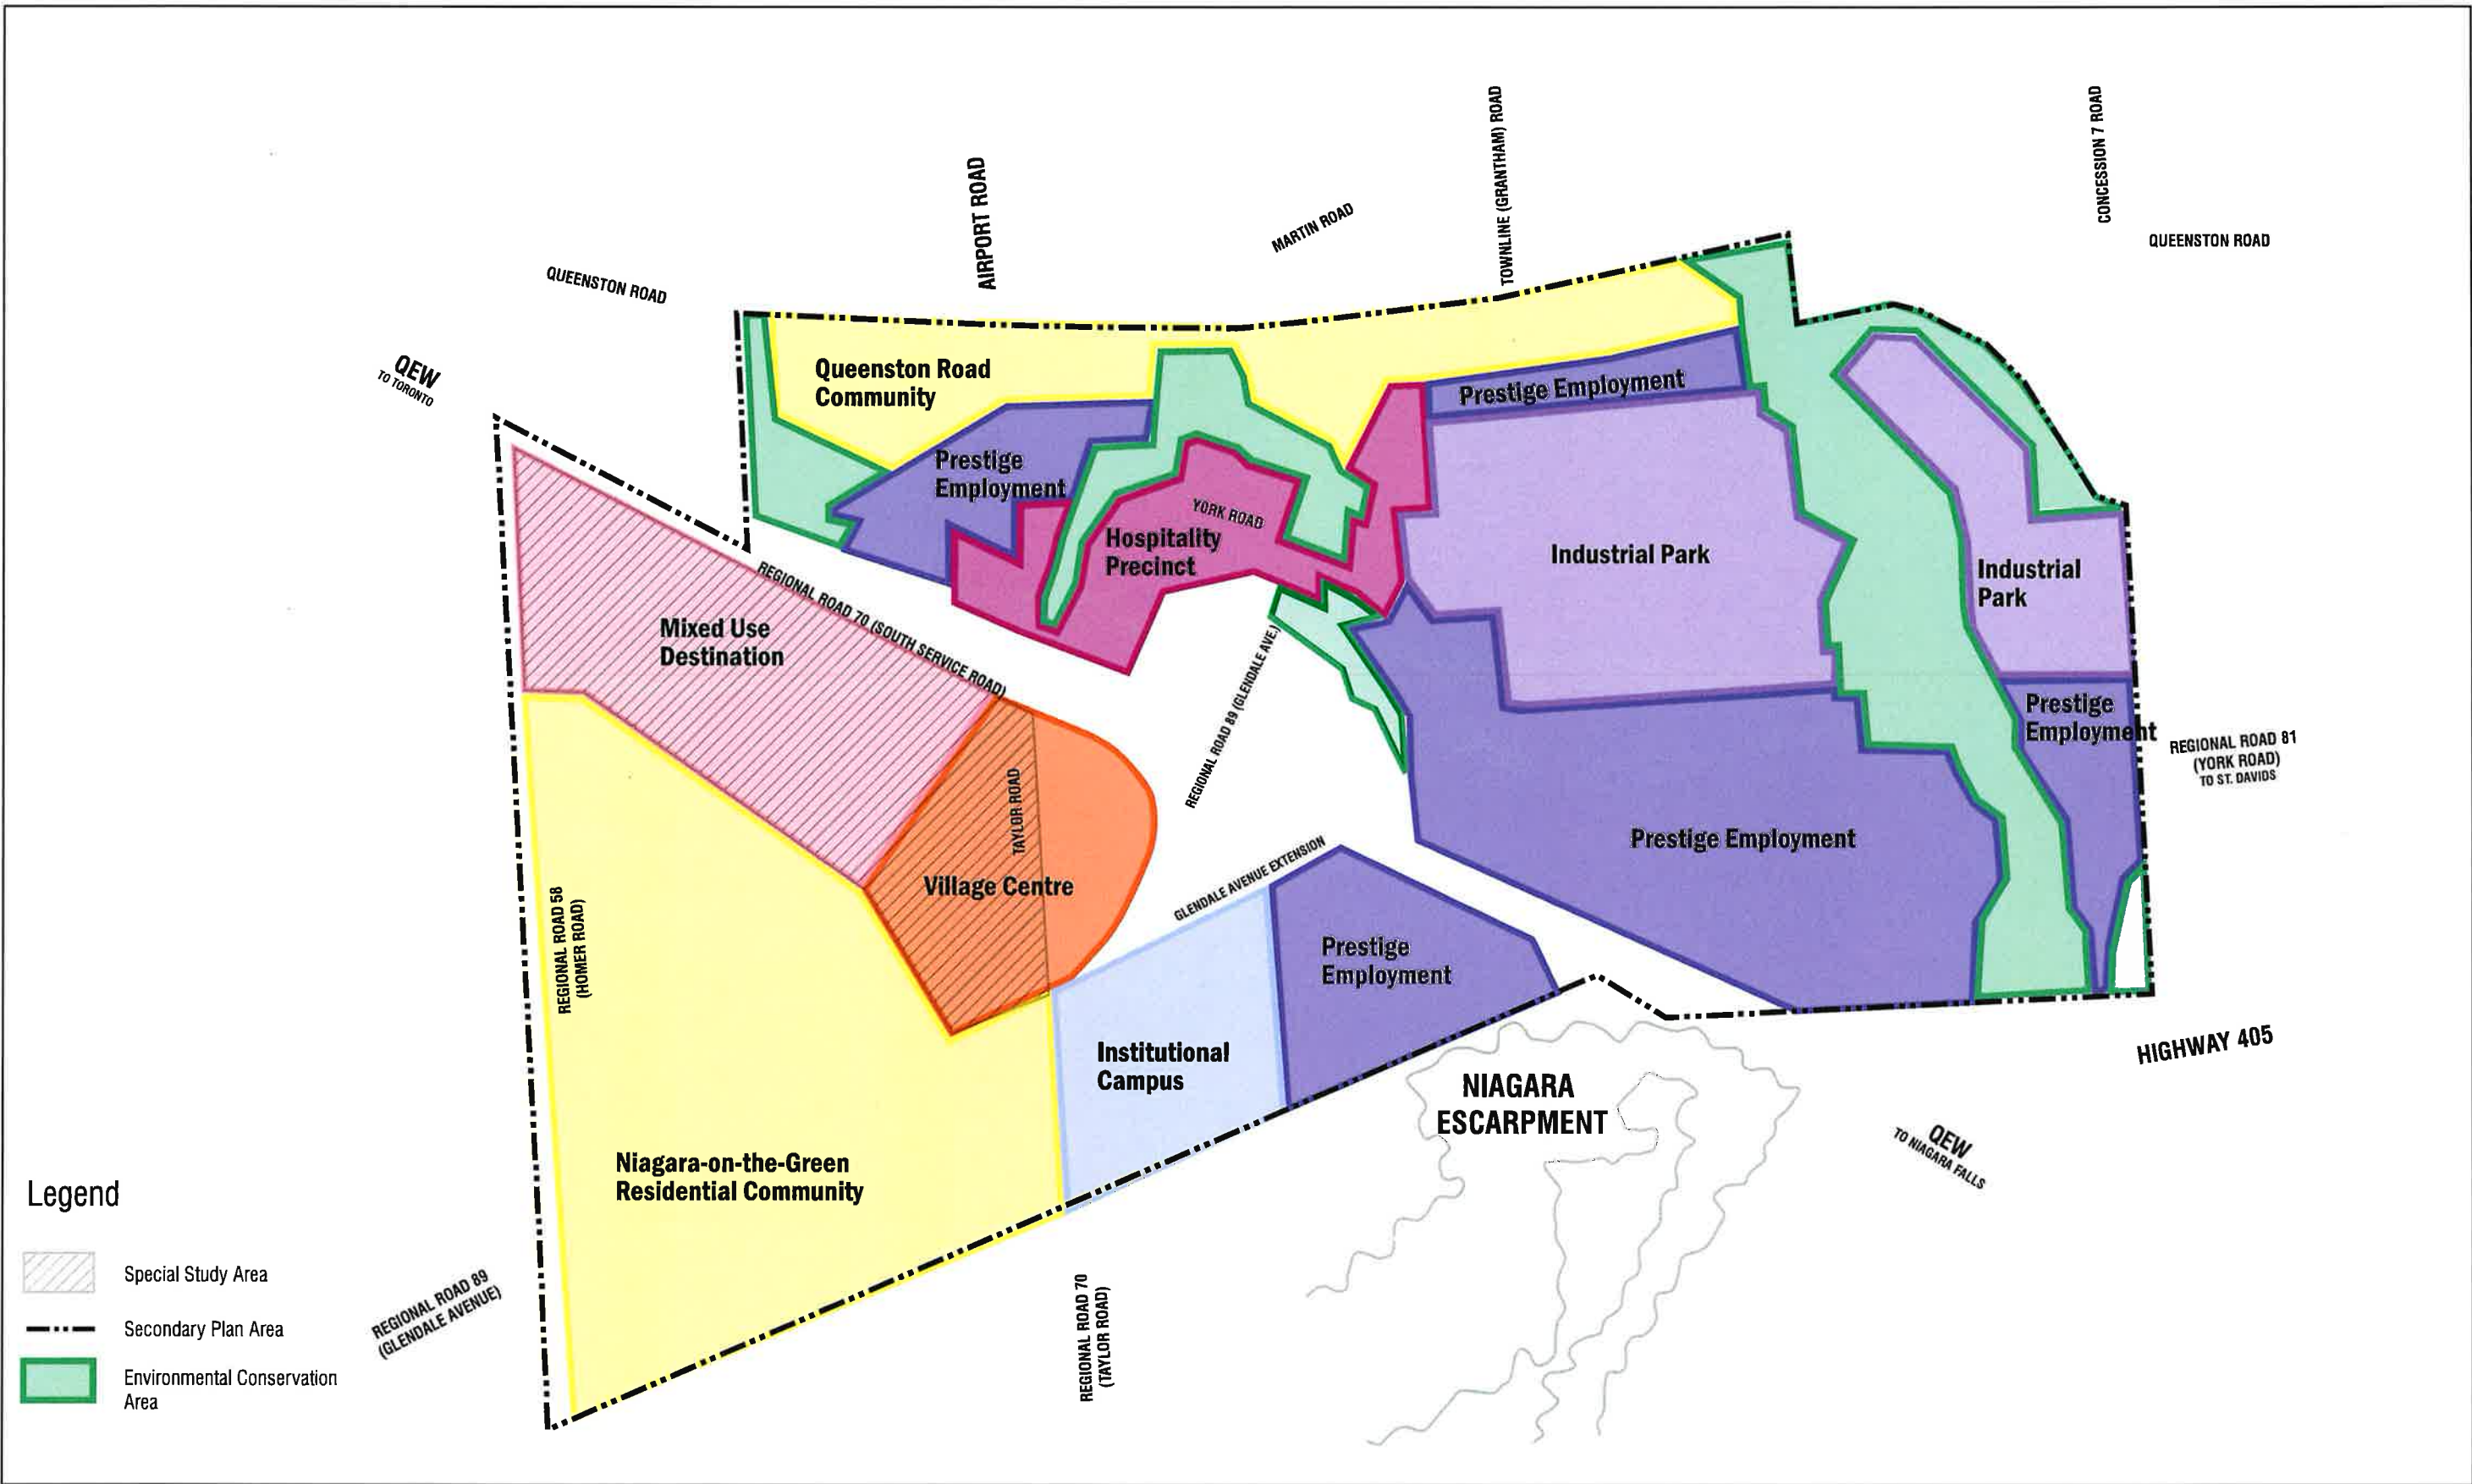 CONCESSION 7 ROAD
TOWNLINE (GRANTHAM) ROAD
AIRPORT ROAD
MARTIN ROAD
QUEENSTON ROAD
QUEENSTON ROAD
QEW
TO TORONTO
Queenston Road
Community
Prestige Employment
Prestige
Employment
YORK ROAD
Hospitality
Precinct
Industrial Park
Industrial
Park
REGIONAL ROAD 70 (SOUTH SERVICE ROAD)
Mixed Use
Destination
REGIONAL ROAD 89 (GLENDALE AVE.)
Prestige
Employment
REGIONAL ROAD 81
(YORK ROAD)
TO ST. DAVIDS
TAYLOR ROAD
Village Centre
Prestige Employment
GLENDALE AVENUE EXTENSION
REGIONAL ROAD 58
(HOMER ROAD)
Prestige
Employment
Institutional
Campus
NIAGARA
ESCARPMENT
HIGHWAY 405
QEW
TO NIAGARA FALLS
Niagara-on-the-Green
Residential Community
REGIONAL ROAD 89
(GLENDALE AVENUE)
REGIONAL ROAD 70
(TAYLOR ROAD)
Legend
Special Study Area
Secondary Plan Area
Environmental Conservation
Area